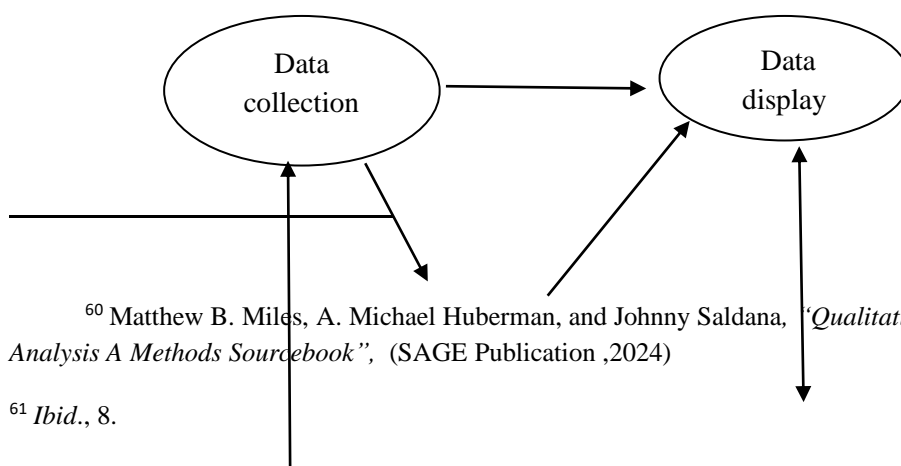 Data
collection
Data
display
60 Matthew B. Miles, A. Michael Huberman, and Johnny Saldana, “Qualitat
Analysis A Methods Sourcebook”, (SAGE Publication ,2024)
61 Ibid., 8.